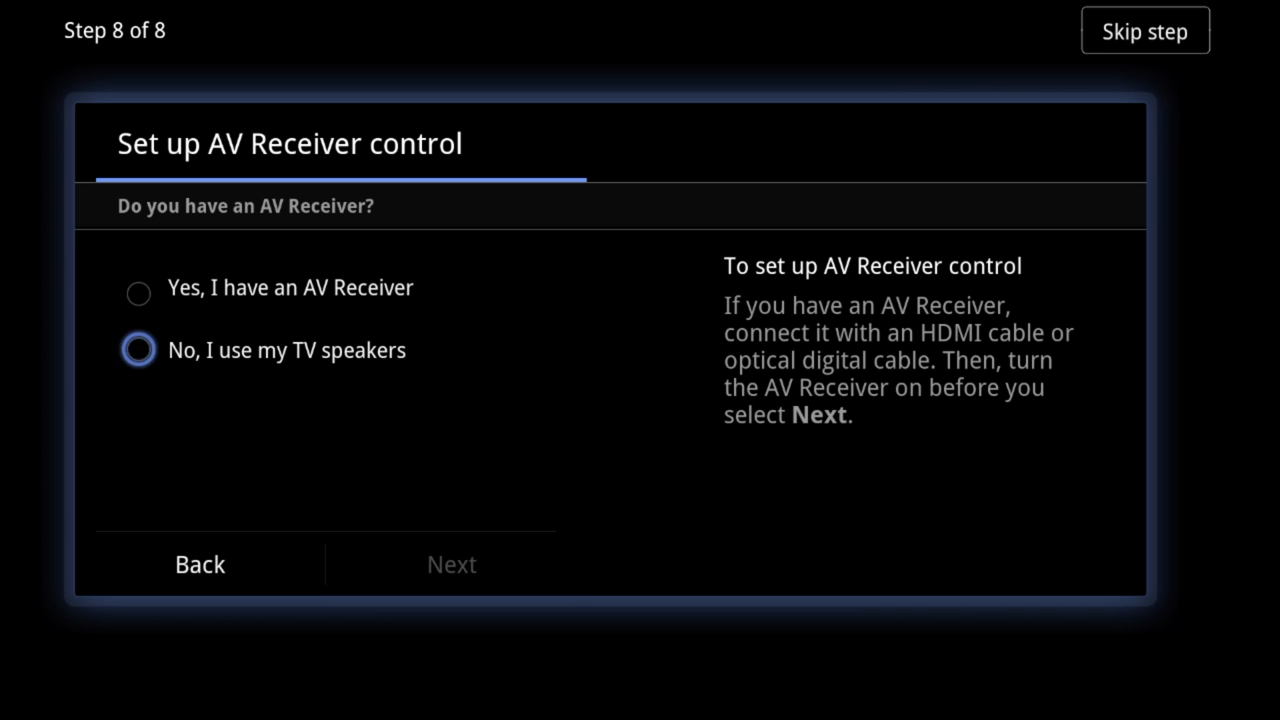 Step 8 of 8
Skip step
Set up AV Receiver control
Do you have an AV Receiver?
Yes, I have an AV Receiver
No, I use my TV speakers
To set up AV Receiver control
If you have an AV Receiver,
connect it with an HDMI cable or
optical digital cable. Then, turn
the AV Receiver on before you
select Next.
Back
Next